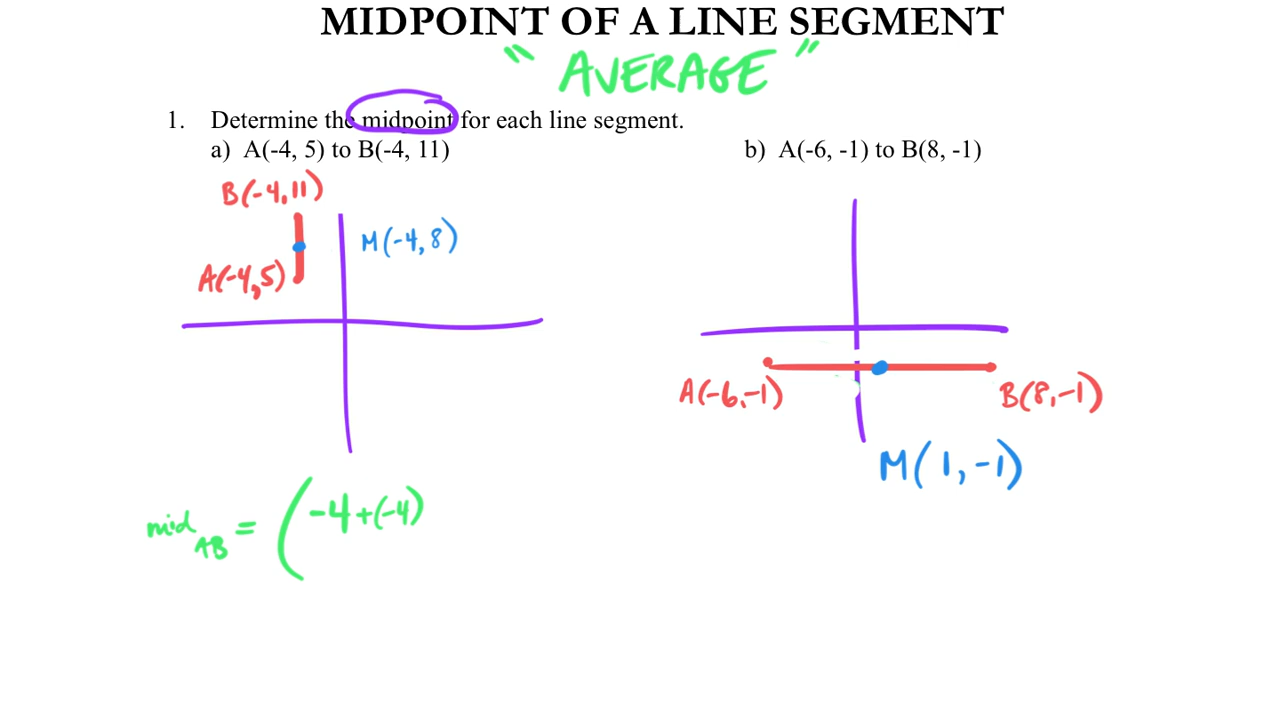 MIDPOINT OF A LINE SEGMENT
" AVERAGE "
1. Determine the midpoint for each line segment.
a) A(-4, 5) to B(-4, 11)
b) A(-6, -1) to B(8, -1)
B(-4,11)
M(-4,8)
A(-4,5)
A(-6,-1)
B(8,-1)
M(1,-1)
mid AB = (-4+(-4)